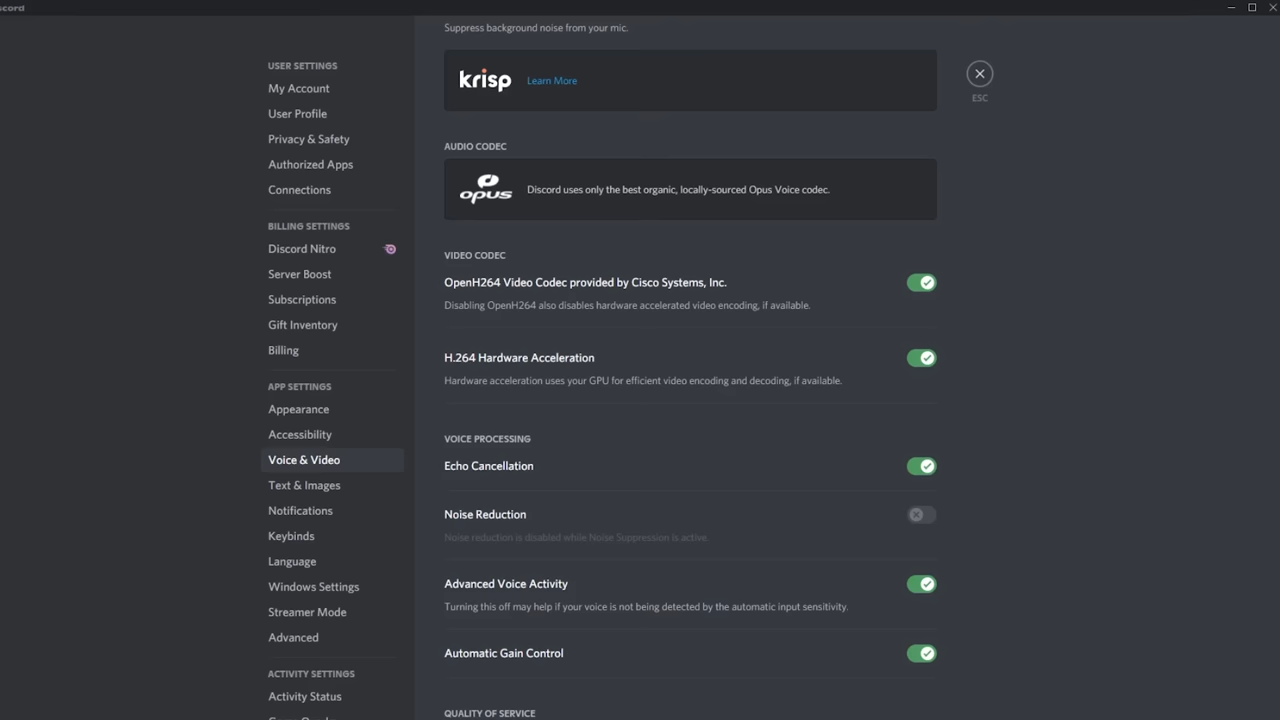 USER SETTINGS
My Account
User Profile
Privacy & Safety
Authorized Apps
Connections
BILLING SETTINGS
Discord Nitro
Server Boost
Subscriptions
Gift Inventory
Billing
APP SETTINGS
Appearance
Accessibility
Voice & Video
Text & Images
Notifications
Keybinds
Language
Windows Settings
Streamer Mode
Advanced
ACTIVITY SETTINGS
Activity Status
Suppress background noise from your mic.
krisp Learn More
ESC
AUDIO CODEC
opus Discord uses only the best organic, locally-sourced Opus Voice codec.
VIDEO CODEC
OpenH264 Video Codec provided by Cisco Systems, Inc.
Disabling OpenH264 also disables hardware accelerated video encoding, if available.
H.264 Hardware Acceleration
Hardware acceleration uses your GPU for efficient video encoding and decoding, if available.
VOICE PROCESSING
Echo Cancellation
Noise Reduction
Noise reduction is disabled while Noise Suppression is active.
Advanced Voice Activity
Turning this off may help if your voice is not being detected by the automatic input sensitivity.
Automatic Gain Control
QUALITY OF SERVICE